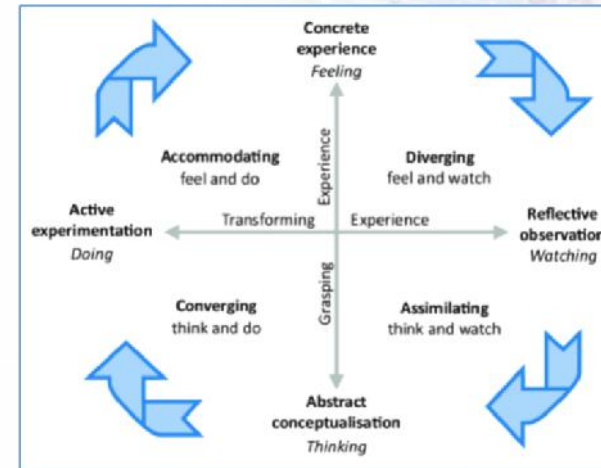 Concrete
experience
Feeling
Accommodating
feel and do
Experience
Diverging
feel and watch
Active
experimentation
Doing
Transforming
Experience
Reflective
observation
Watching
Converging
think and do
Grasping
Assimilating
think and watch
Abstract
conceptualisation
Thinking